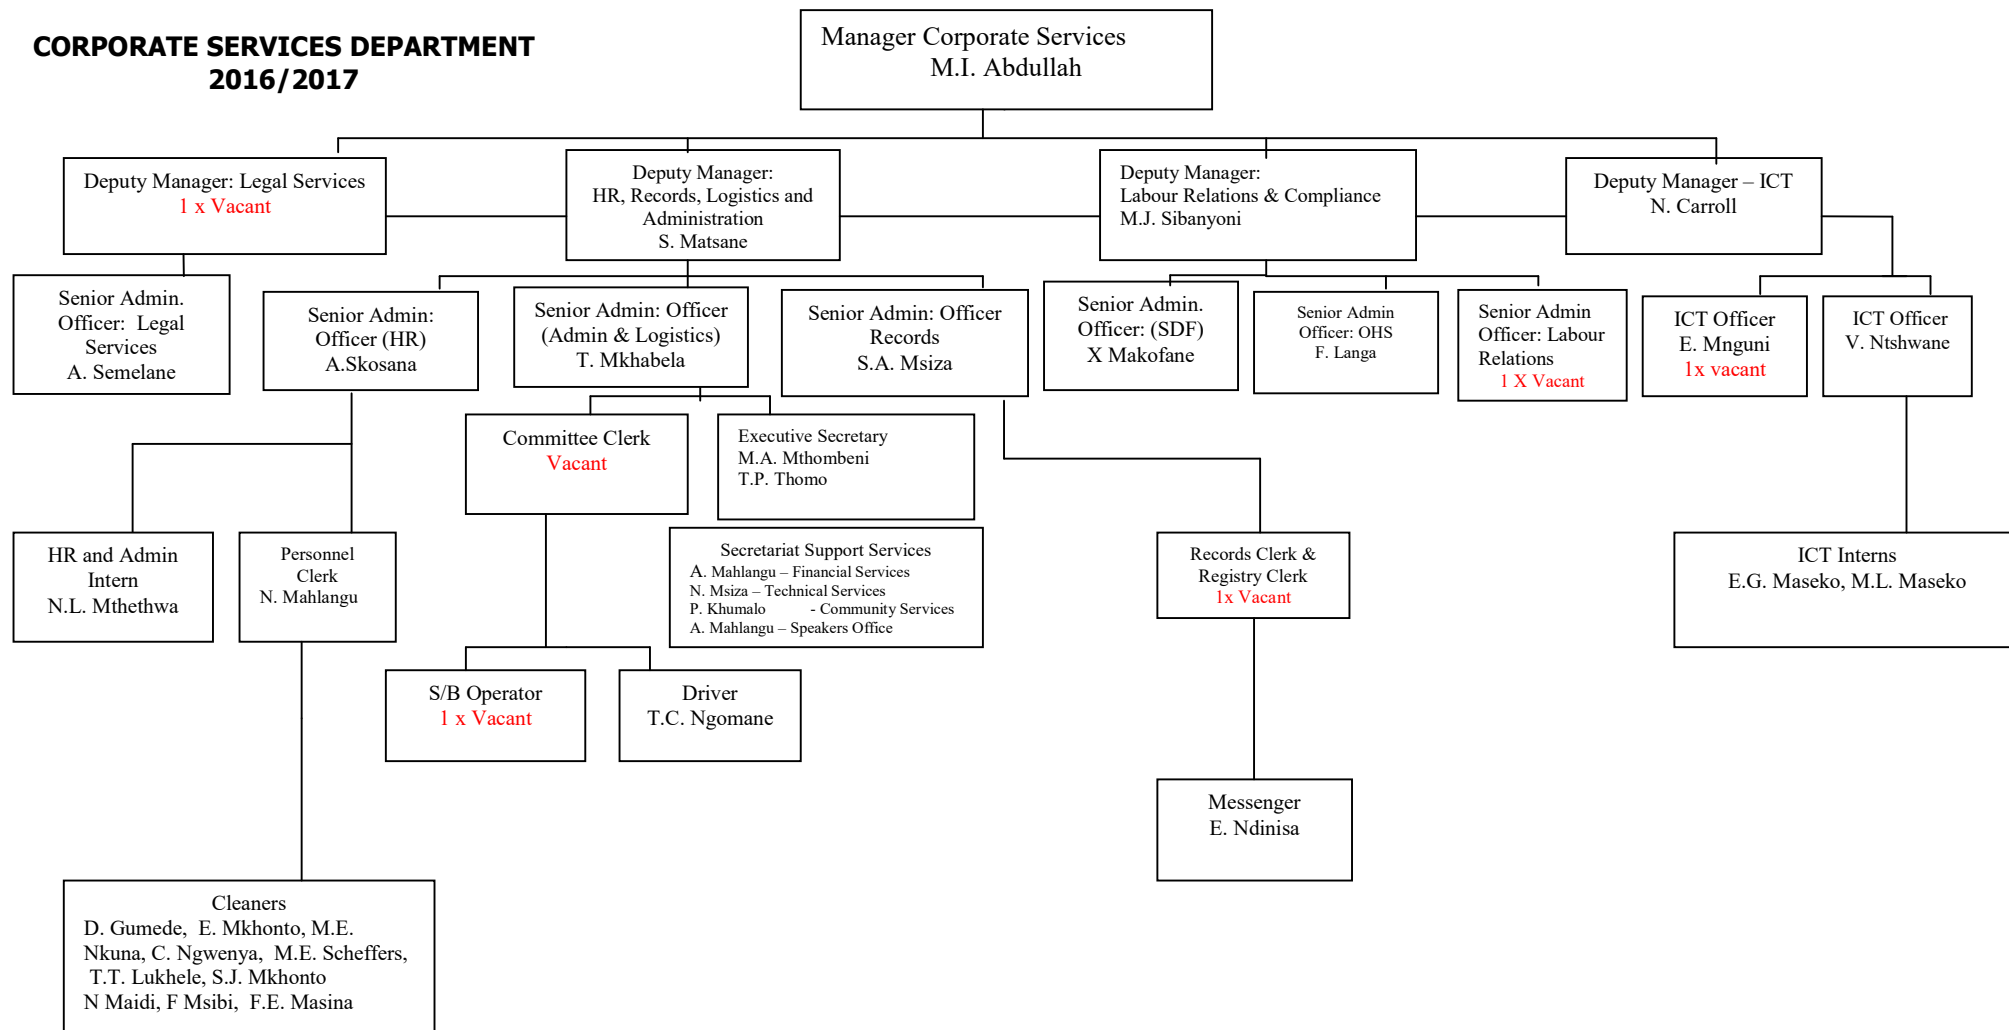 CORPORATE SERVICES DEPARTMENT
2016/2017
Manager Corporate Services
M.I. Abdullah
Deputy Manager: Legal Services
1 x Vacant
Deputy Manager:
HR, Records, Logistics and
Administration
S. Matsane
Deputy Manager:
Labour Relations & Compliance
M.J. Sibanyoni
Deputy Manager – ICT
N. Carroll
Senior Admin.
Officer:  Legal
Services
A. Semelane
Senior Admin:
Officer (HR)
A.Skosana
Senior Admin: Officer
(Admin & Logistics)
T. Mkhabela
Senior Admin: Officer
Records
S.A. Msiza
Senior Admin.
Officer: (SDF)
X Makofane
Senior Admin
Officer: OHS
F. Langa
Senior Admin
Officer: Labour
Relations
1 X Vacant
ICT Officer
E. Mnguni
1x vacant
ICT Officer
V. Ntshwane
Committee Clerk
Vacant
Executive Secretary
M.A. Mthombeni
T.P. Thomo
HR and Admin
Intern
N.L. Mthethwa
Personnel
Clerk
N. Mahlangu
Secretariat Support Services
A. Mahlangu – Financial Services
N. Msiza – Technical Services
P. Khumalo - Community Services
A. Mahlangu – Speakers Office
Records Clerk &
Registry Clerk
1x Vacant
ICT Interns
E.G. Maseko, M.L. Maseko
S/B Operator
1 x Vacant
Driver
T.C. Ngomane
Messenger
E. Ndinisa
Cleaners
D. Gumede,  E. Mkhonto, M.E.
Nkuna, C. Ngwenya,  M.E. Scheffers,
T.T. Lukhele, S.J. Mkhonto
N Maidi, F Msibi,  F.E. Masina